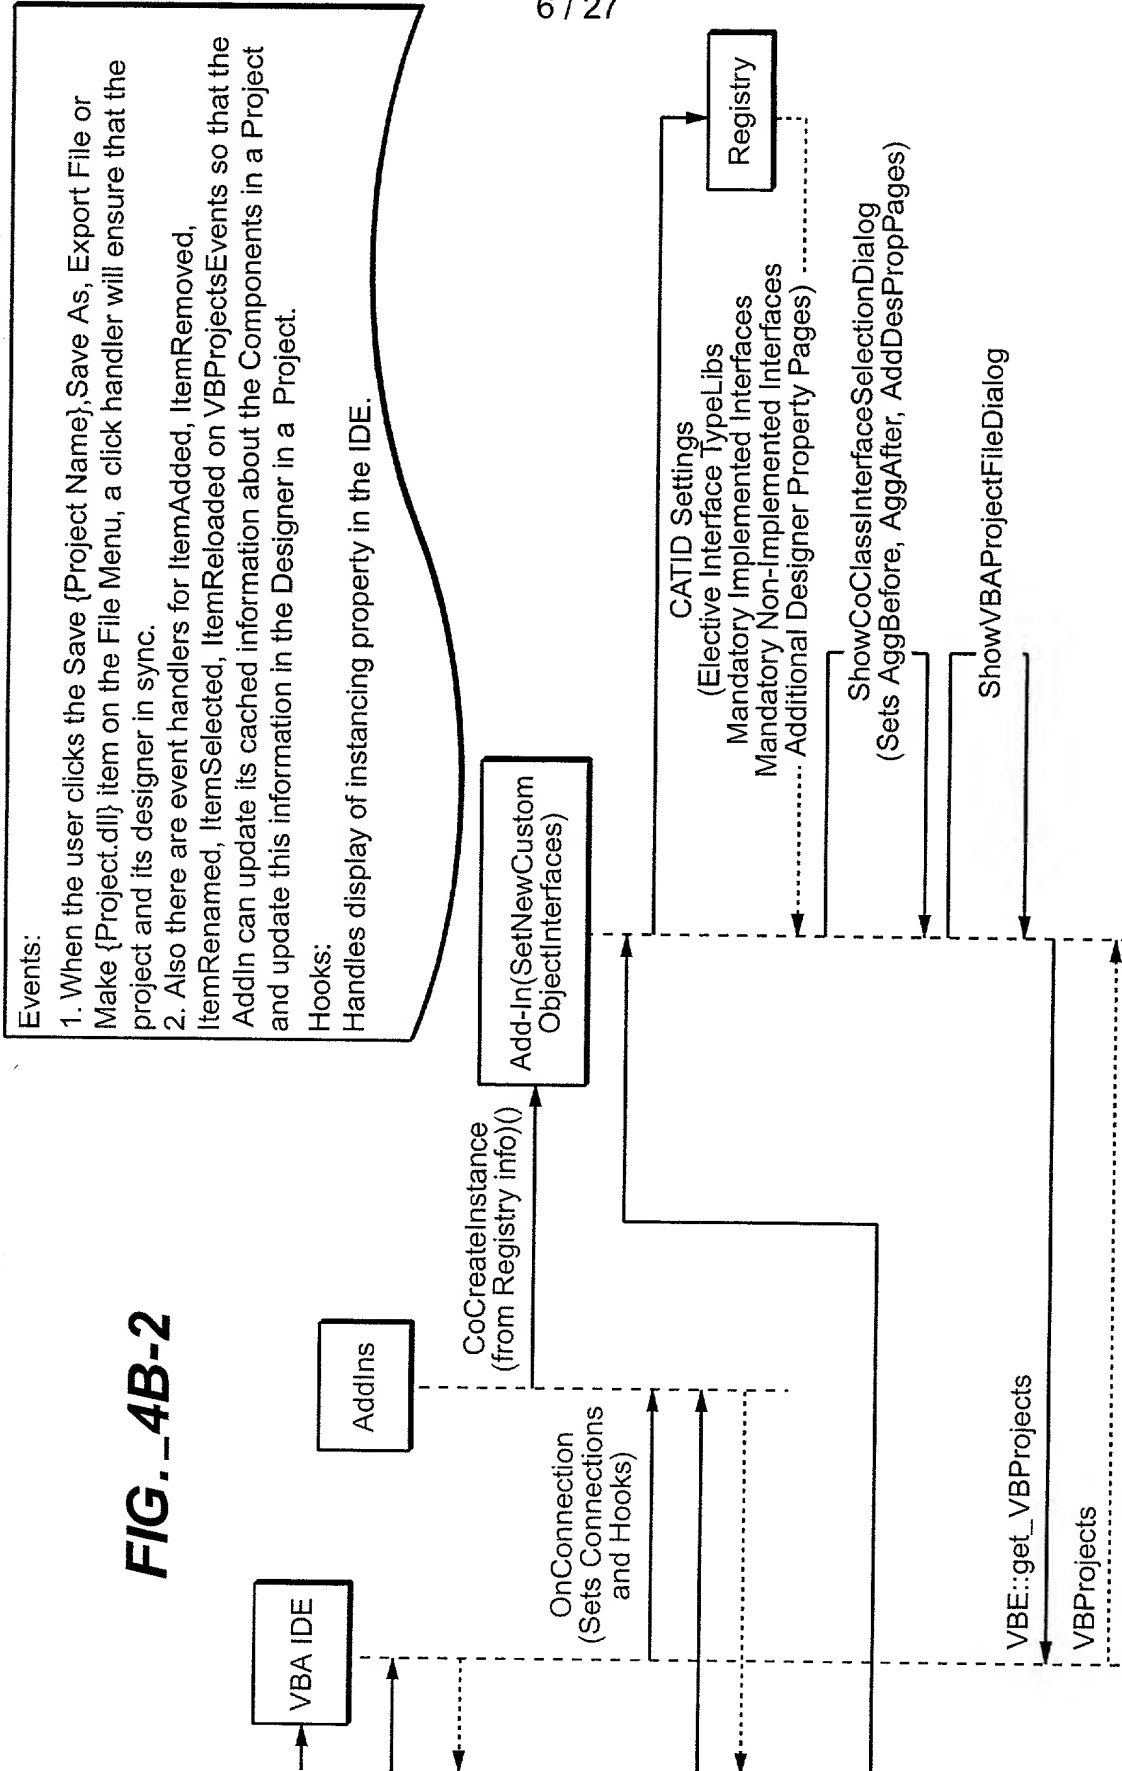 6 / 27
FIG._4B-2
Events:
1. When the user clicks the Save {Project Name},Save As, Export File or
Make {Project.dll} item on the File Menu, a click handler will ensure that the
project and its designer in sync.
2. Also there are event handlers for ItemAdded, ItemRemoved,
ItemRenamed, ItemSelected, ItemReloaded on VBProjectsEvents so that the
AddIn can update its cached information about the Components in a Project
and update this information in the Designer in a Project.
Hooks:
Handles display of instancing property in the IDE.
VBA IDE
AddIns
Add-In(SetNewCustom
ObjectInterfaces)
Registry
CoCreateInstance
(from Registry info)()
OnConnection
(Sets Connections
and Hooks)
CATID Settings
(Elective Interface TypeLibs
Mandatory Implemented Interfaces
Mandatory Non-Implemented Interfaces
Additional Designer Property Pages)
ShowCoClassInterfaceSelectionDialog
(Sets AggBefore, AggAfter, AddDesPropPages)
ShowVBAProjectFileDialog
VBE::get_VBProjects
VBProjects